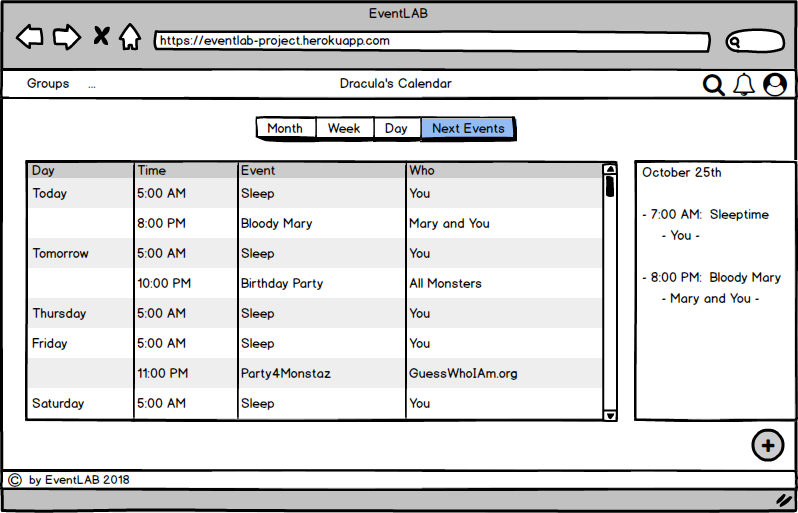 EventLAB
https://eventlab-project.herokuapp.com
Groups ... Dracula's Calendar
Month Week Day Next Events
Day Time Event Who
Today 5:00 AM Sleep You
8:00 PM Bloody Mary Mary and You
Tomorrow 5:00 AM Sleep You
10:00 PM Birthday Party All Monsters
Thursday 5:00 AM Sleep You
Friday 5:00 AM Sleep You
11:00 PM Party4Monstaz GuessWhoIAm.org
Saturday 5:00 AM Sleep You
October 25th
- 7:00 AM: Sleeptime
- You -
- 8:00 PM: Bloody Mary
- Mary and You -
© by EventLAB 2018